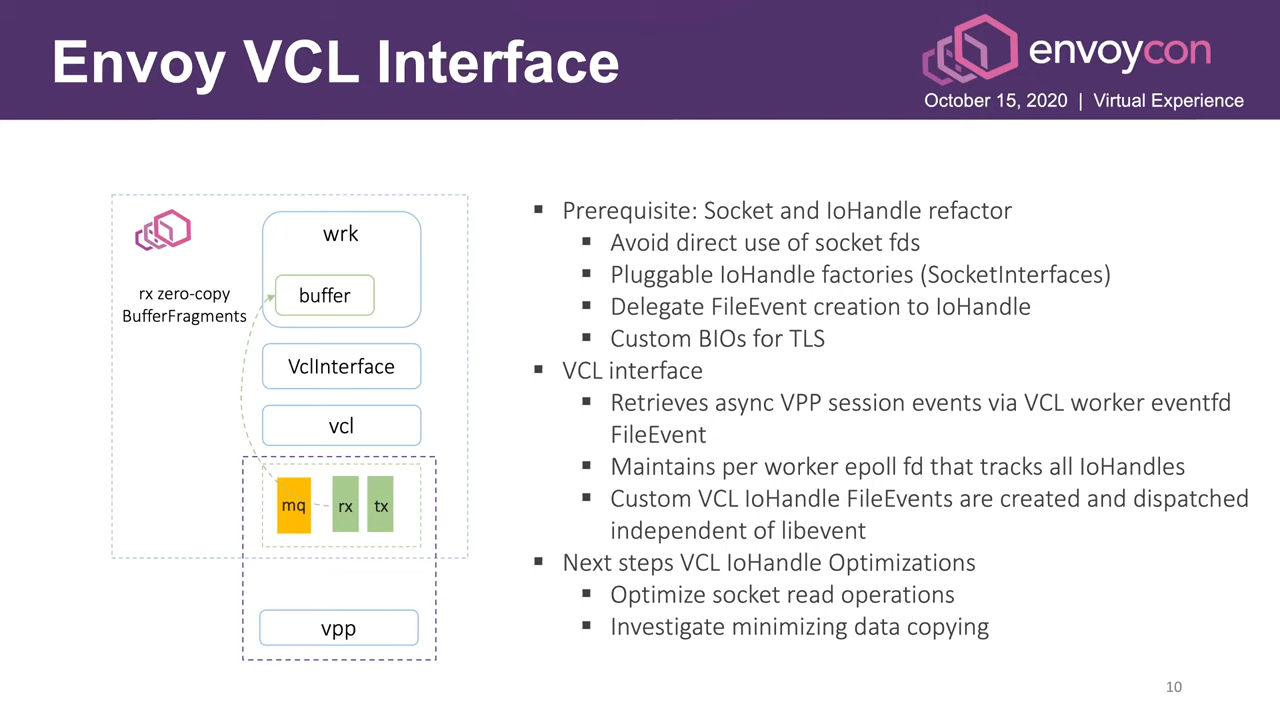 Envoy VCL Interface
envoycon
October 15, 2020 | Virtual Experience
wrk
buffer
rx zero-copy
BufferFragments
VclInterface
vcl
mq
rx
tx
vpp
▪ Prerequisite: Socket and IoHandle refactor
▪ Avoid direct use of socket fds
▪ Pluggable IoHandle factories (SocketInterfaces)
▪ Delegate FileEvent creation to IoHandle
▪ Custom BIOs for TLS
▪ VCL interface
▪ Retrieves async VPP session events via VCL worker eventfd
FileEvent
▪ Maintains per worker epoll fd that tracks all IoHandles
▪ Custom VCL IoHandle FileEvents are created and dispatched
independent of libevent
▪ Next steps VCL IoHandle Optimizations
▪ Optimize socket read operations
▪ Investigate minimizing data copying
10